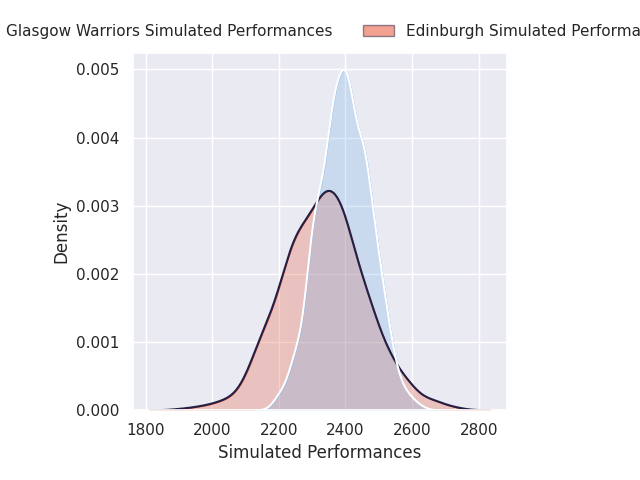 Glasgow Warriors Simulated Performances Edinburgh Simulated Performa
0.005
0.004
0.003
0.002
0.001
0.000
Density
1800 2000 2200 2400 2600 2800
Simulated Performances